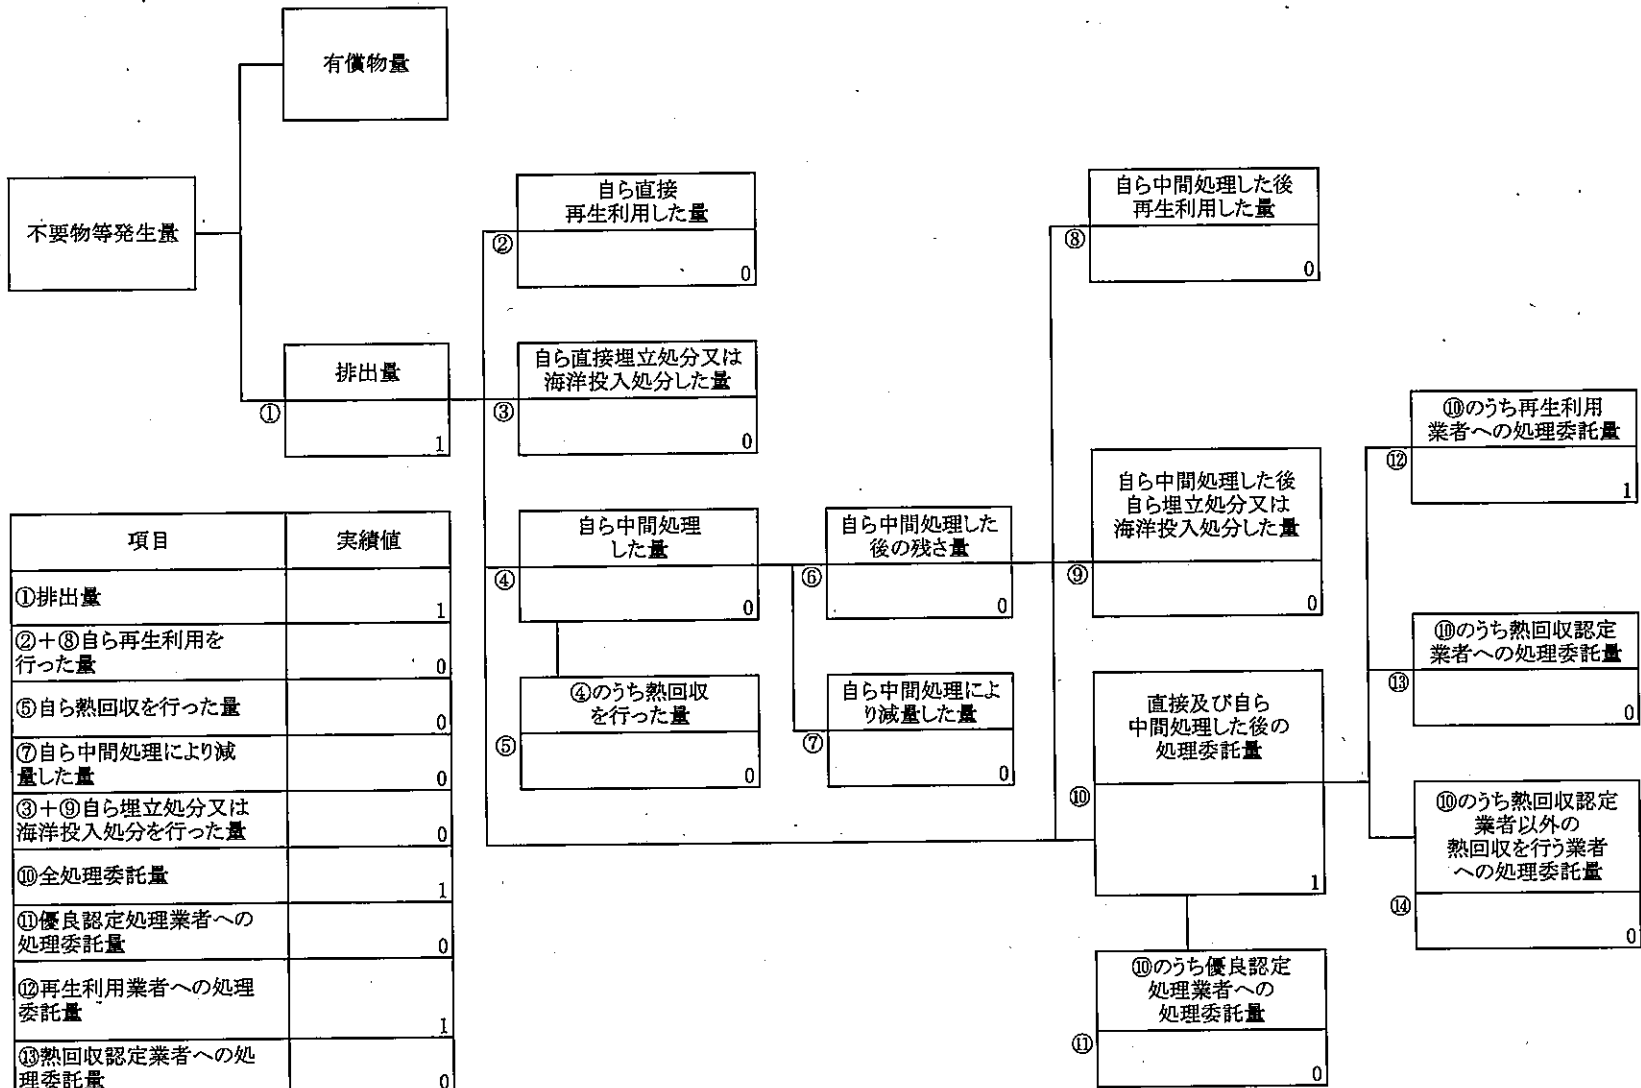 有償物量
不要物等発生量
排出量
①
1
自ら直接
再生利用した量
②
0
自ら直接埋立処分又は
海洋投入処分した量
③
0
自ら中間処理
した量
④
0
④のうち熱回収
を行った量
⑤
0
自ら中間処理した
後の残さ量
⑥
0
自ら中間処理によ
り減量した量
⑦
0
自ら中間処理した後
再生利用した量
⑧
0
自ら中間処理した後
自ら埋立処分又は
海洋投入処分した量
⑨
0
直接及び自ら
中間処理した後の
処理委託量
⑩
1
⑩のうち優良認定
処理業者への
処理委託量
⑪
0
⑩のうち再生利用
業者への処理委託量
⑫
1
⑩のうち熱回収認定
業者への処理委託量
⑬
0
⑩のうち熱回収認定
業者以外の
熱回収を行う業者
への処理委託量
⑭
0
項目 実績値
①排出量 1
②+⑧自ら再生利用を
行った量 0
⑤自ら熱回収を行った量 0
⑦自ら中間処理により減
量した量 0
③+⑨自ら埋立処分又は
海洋投入処分を行った量 0
⑩全処理委託量 1
⑪優良認定処理業者への
処理委託量 0
⑫再生利用業者への処理
委託量 1
⑬熱回収認定業者への処
理委託量 0